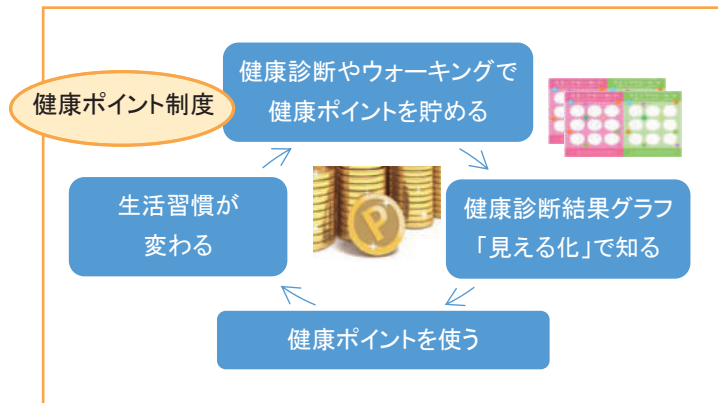 健康ポイント制度
健康診断やウォーキングで
健康ポイントを貯める
健康診断結果グラフ
「見える化」で知る
健康ポイントを使う
生活習慣が
変わる
P